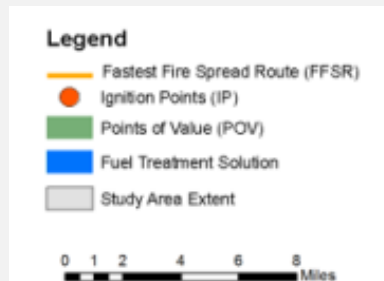 Legend
Fastest Fire Spread Route (FFSR)
Ignition Points (IP)
Points of Value (POV)
Fuel Treatment Solution
Study Area Extent
0 1 2 4 6 8
Miles